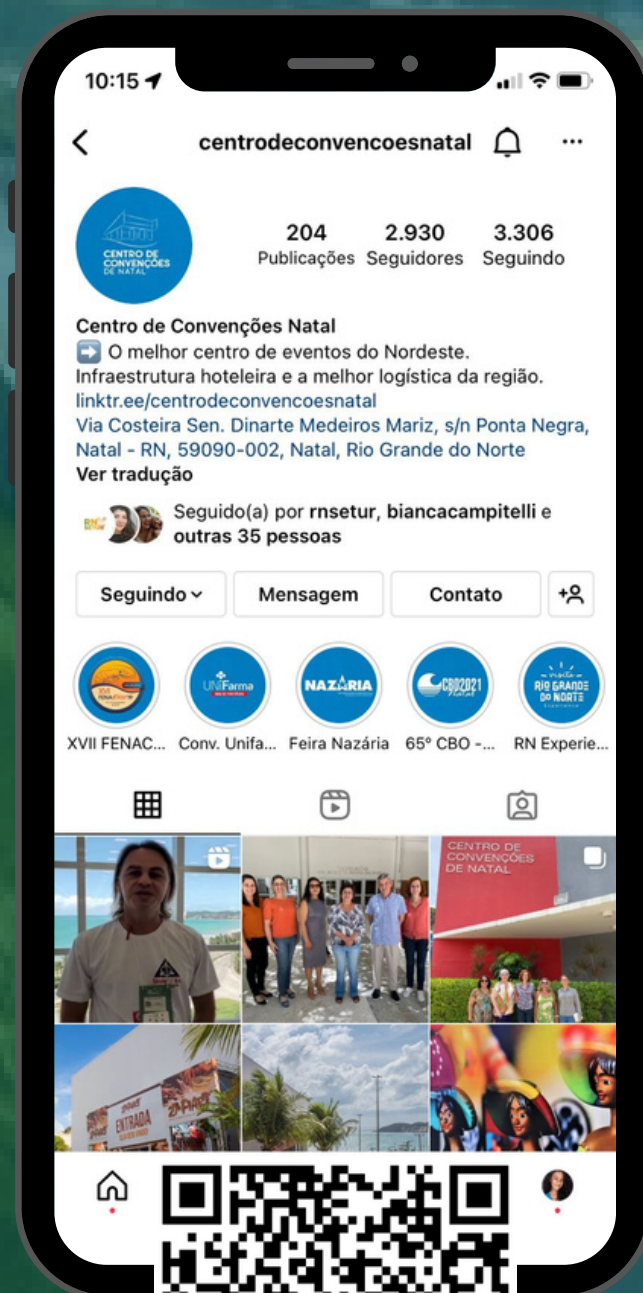 10:15
centrodeconvencoesnatal
204 2.930 3.306
Publicações Seguidores Seguindo
CENTRO DE
CONVENÇÕES
DE NATAL
Centro de Convenções Natal
O melhor centro de eventos do Nordeste.
Infraestrutura hoteleira e a melhor logística da região.
linktr.ee/centrodeconvencoesnatal
Via Costeira Sen. Dinarte Medeiros Mariz, s/n Ponta Negra,
Natal - RN, 59090-002, Natal, Rio Grande do Norte
Ver tradução
Seguido(a) por rnsetur, biancacampitelli e
outras 35 pessoas
Seguindo Mensagem Contato
UNIFarma
NAZÁRIA
CBO2021
natal
visite
RIO GRANDE
DO NORTE
XVII FENAC... Conv. Unifa... Feira Nazária 65º CBO -... RN Experie...
CENTRO DE
CONVENÇÕES
DE NATAL
ENTRADA